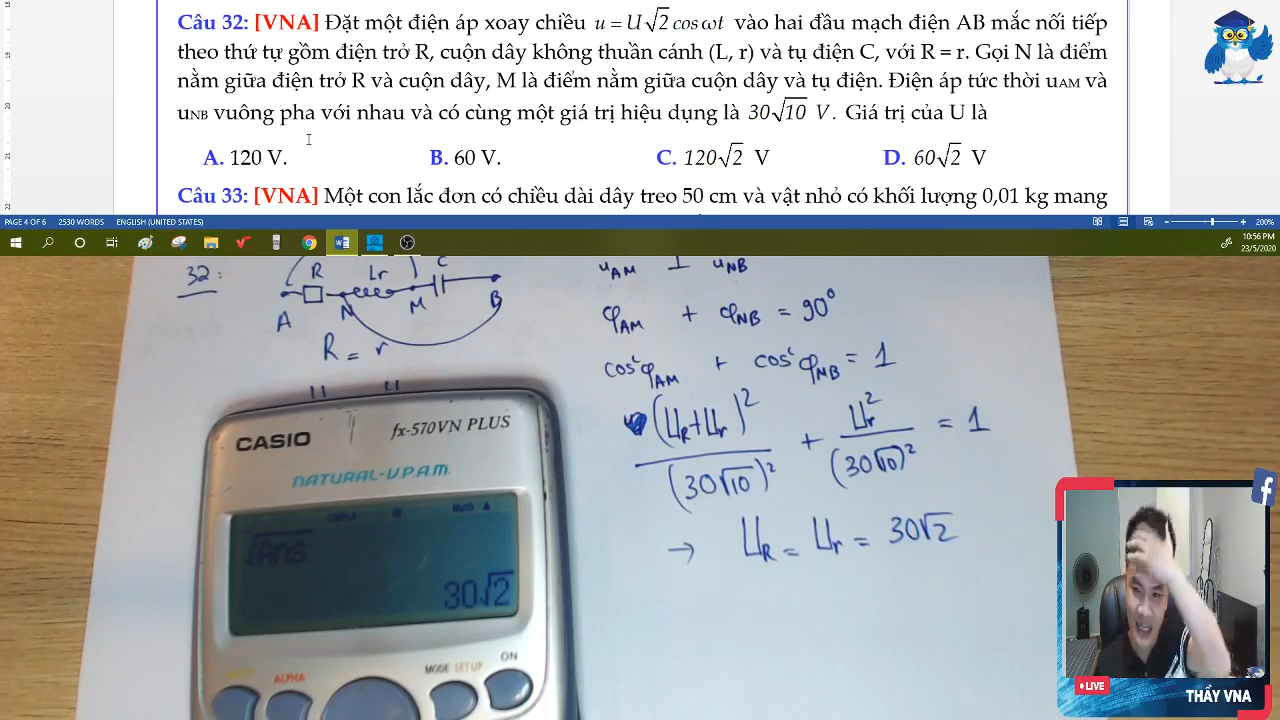 Câu 32: [VNA] Đặt một điện áp xoay chiều u = U√2 cos ωt vào hai đầu mạch điện AB mắc nối tiếp
theo thứ tự gồm điện trở R, cuộn dây không thuần cánh (L, r) và tụ điện C, với R = r. Gọi N là điểm
nằm giữa điện trở R và cuộn dây, M là điểm nằm giữa cuộn dây và tụ điện. Điện áp tức thời uAM và
uNB vuông pha với nhau và có cùng một giá trị hiệu dụng là 30√10 V. Giá trị của U là
A. 120 V. B. 60 V. C. 120√2 V D. 60√2 V
Câu 33: [VNA] Một con lắc đơn có chiều dài dây treo 50 cm và vật nhỏ có khối lượng 0,01 kg mang
PAGE 4 OF 6 2530 WORDS ENGLISH (UNITED STATES) 200%
10:56 PM
23/5/2020
32:
R Lr C
A N M B
R = r
uAM ⊥ uNB
φAM + φNB = 90°
cos²φAM + cos²φNB = 1
(UR+Ur)²/(30√10)² + Ur²/(30√10)² = 1
→ UR = Ur = 30√2
CASIO fx-570VN PLUS
NATURAL-V.P.A.M.
CMPLX Math
√Ans
30√2
SHIFT ALPHA MODE SETUP ON
LIVE
THẦY VNA